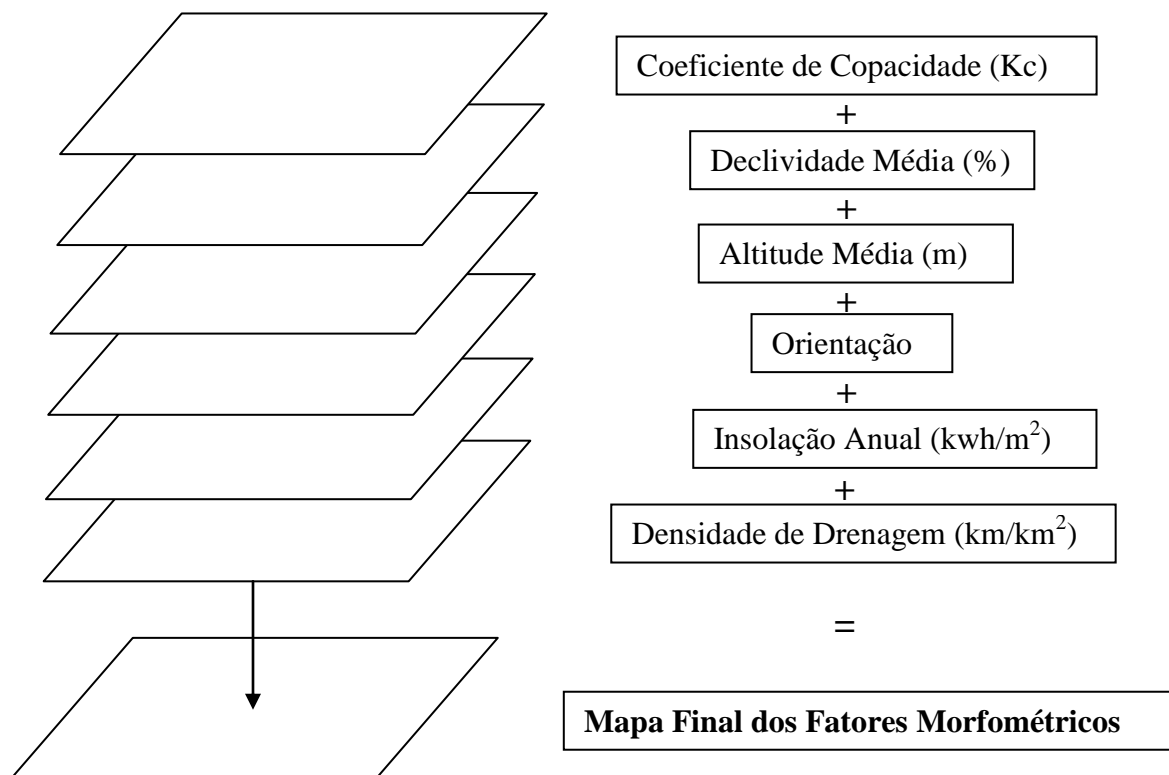 Coeficiente de Copacidade (Kc)
+
Declividade Média (%)
+
Altitude Média (m)
+
Orientação
+
Insolação Anual (kwh/m²)
+
Densidade de Drenagem (km/km²)
=
Mapa Final dos Fatores Morfométricos